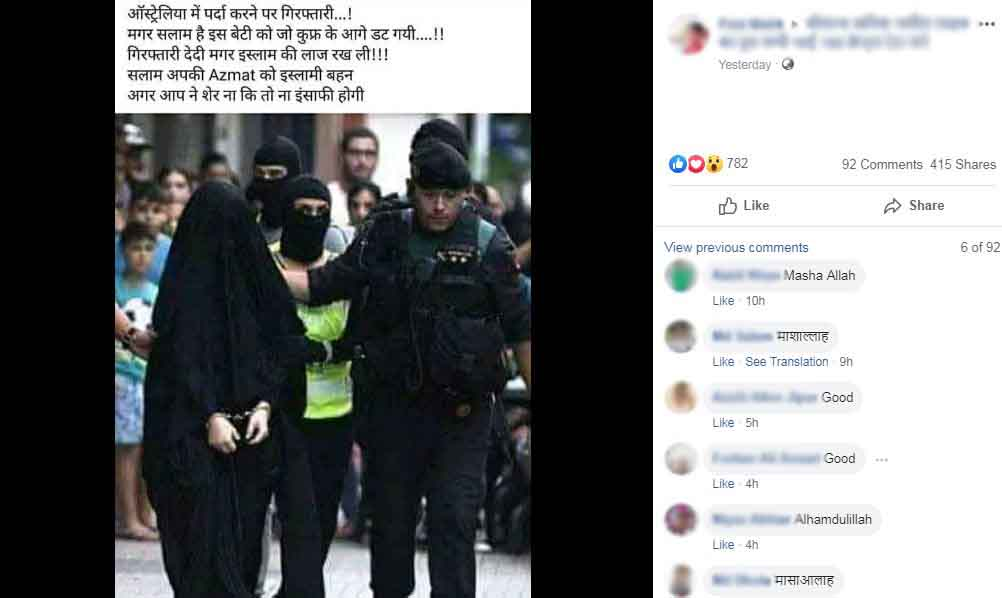 ऑस्ट्रेलिया में पर्दा करने पर गिरफ्तारी...!
मगर सलाम है इस बेटी को जो कुफ्र के आगे डट गयी....!!
गिरफ्तारी देदी मगर इस्लाम की लाज रख ली!!!
सलाम अपकी Azmat को इस्लामी बहन
अगर आप ने शेर ना कि तो ना इंसाफी होगी
Yesterday
782
92 Comments 415 Shares
Like
Share
View previous comments
6 of 92
Masha Allah
Like · 10h
माशाल्लाह
Like · See Translation · 9h
Good
Like · 5h
Good
Like · 4h
Alhamdulillah
Like · 4h
मासाआलाह